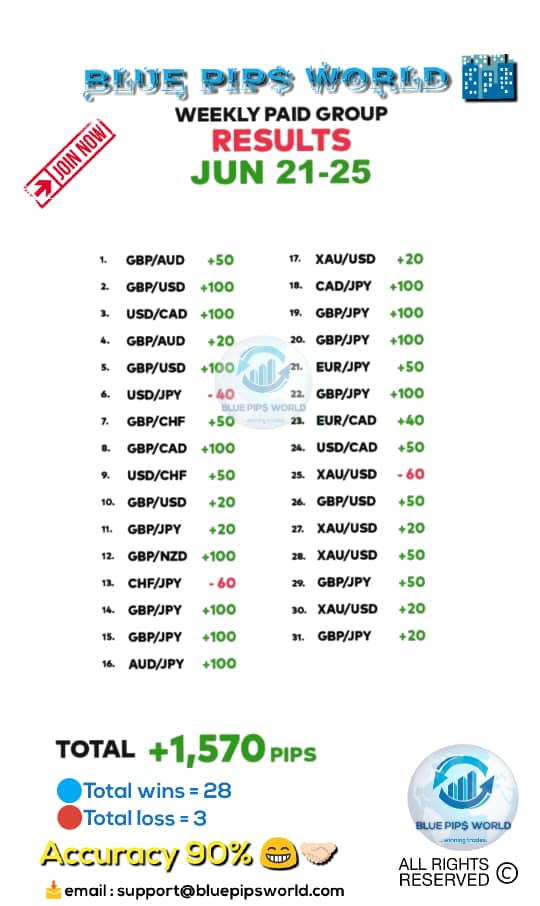 BLUE PIP$ WORLD
WEEKLY PAID GROUP
RESULTS
JOIN NOW
JUN 21-25
1. GBP/AUD +50
2. GBP/USD +100
3. USD/CAD +100
4. GBP/AUD +20
5. GBP/USD +100
6. USD/JPY - 40
7. GBP/CHF +50
8. GBP/CAD +100
9. USD/CHF +50
10. GBP/USD +20
11. GBP/JPY +20
12. GBP/NZD +100
13. CHF/JPY - 60
14. GBP/JPY +100
15. GBP/JPY +100
16. AUD/JPY +100
17. XAU/USD +20
18. CAD/JPY +100
19. GBP/JPY +100
20. GBP/JPY +100
21. EUR/JPY +50
22. GBP/JPY +100
23. EUR/CAD +40
24. USD/CAD +50
25. XAU/USD - 60
26. GBP/USD +50
27. XAU/USD +20
28. XAU/USD +50
29. GBP/JPY +50
30. XAU/USD +20
31. GBP/JPY +20
BLUE PIP$ WORLD
...winning trades.
TOTAL +1,570 PIPS
Total wins = 28
Total loss = 3
Accuracy 90% 😁🤝🏻
📩 email : support@bluepipsworld.com
BLUE PIP$ WORLD
...winning trades.
ALL RIGHTS
RESERVED ©